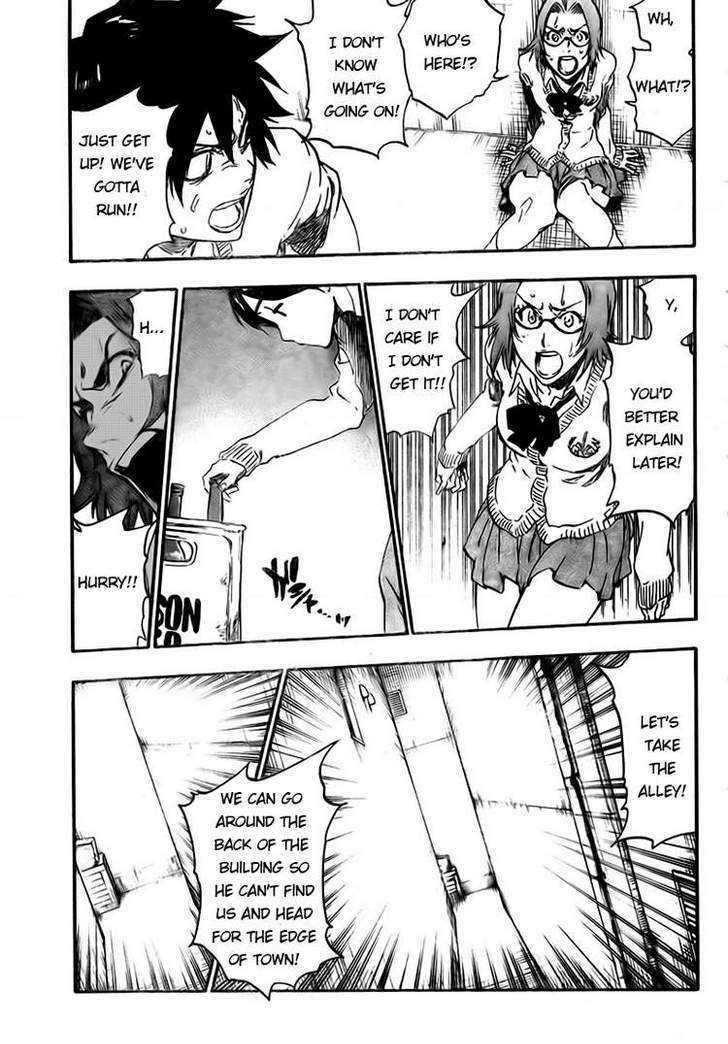 WH,
WHAT!?
WHO'S
HERE!?
I DON'T
KNOW
WHAT'S
GOING ON!
JUST GET
UP! WE'VE
GOTTA
RUN!!
Y,
YOU'D
BETTER
EXPLAIN
LATER!
I DON'T
CARE IF
I DON'T
GET IT!!
SON
H...
HURRY!!
LET'S
TAKE
THE
ALLEY!
WE CAN GO
AROUND THE
BACK OF THE
BUILDING SO
HE CAN'T FIND
US AND HEAD
FOR THE EDGE
OF TOWN!